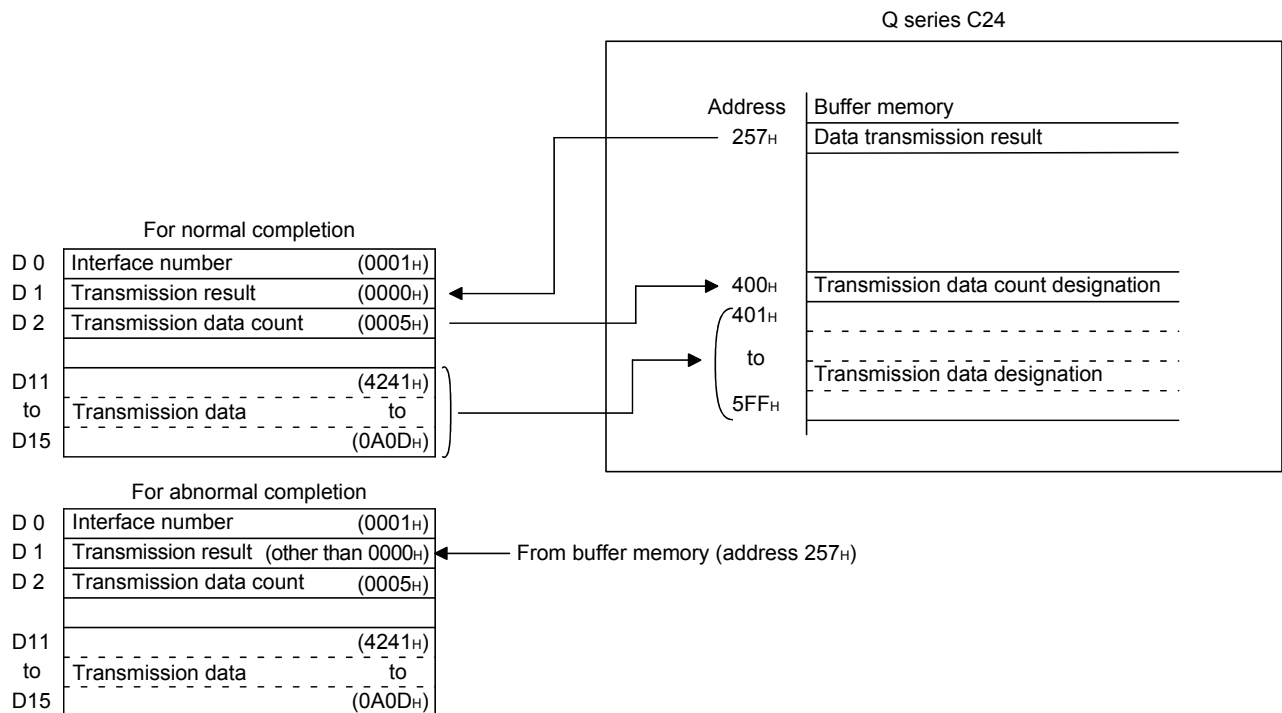 Q series C24
Address Buffer memory
257H Data transmission result
For normal completion
D 0 Interface number (0001H)
D 1 Transmission result (0000H)
D 2 Transmission data count (0005H)
400H Transmission data count designation
401H
to
Transmission data designation
5FFH
D11 (4241H)
to Transmission data to
D15 (0A0DH)
For abnormal completion
D 0 Interface number (0001H)
D 1 Transmission result (other than 0000H) From buffer memory (address 257H)
D 2 Transmission data count (0005H)
D11 (4241H)
to Transmission data to
D15 (0A0DH)